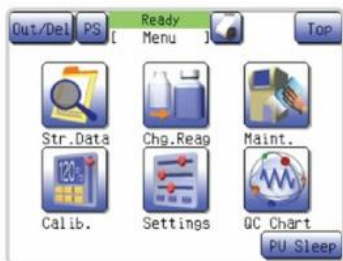 Out/Del PS Ready Top
[ Menu ]
Str.Data Chg.Reag Maint.
120%
Calib. Settings QC Chart
PU Sleep